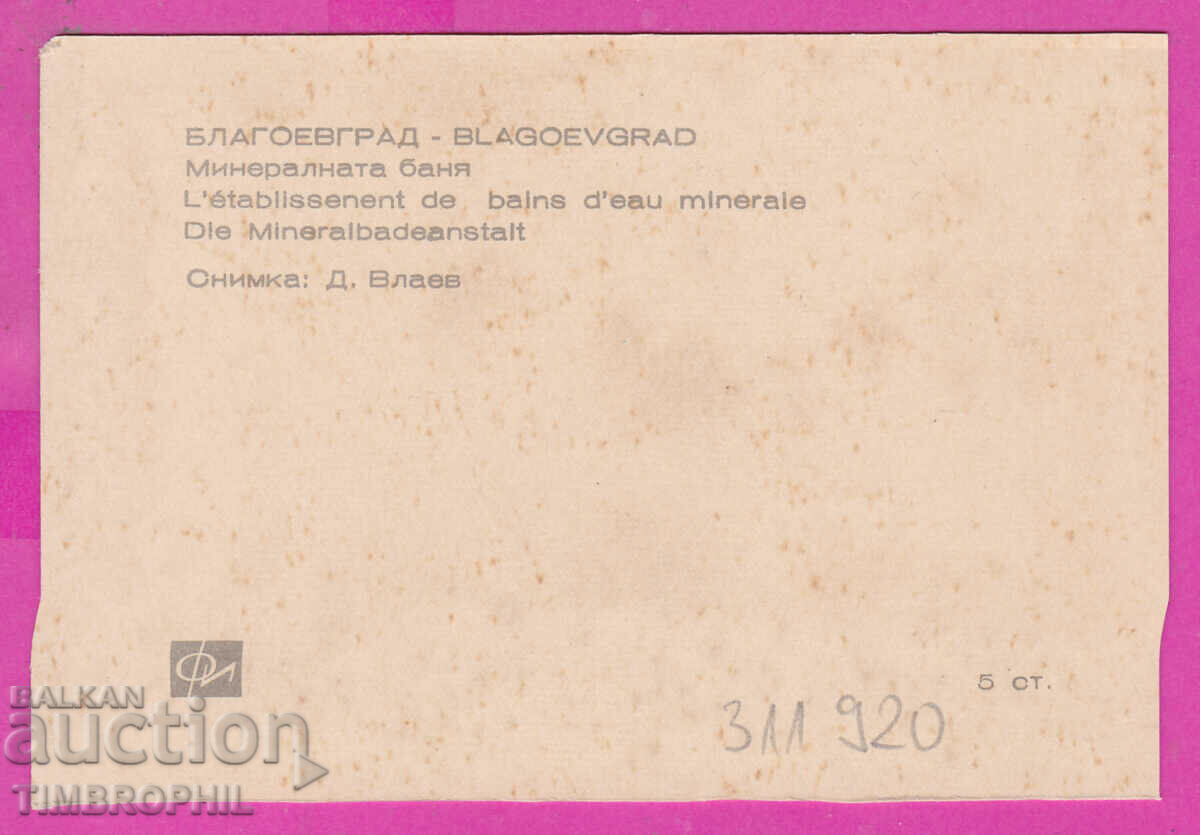 БЛАГОЕВГРАД - BLAGOEVGRAD
Минералната баня
L'établissenent de bains d'eau minerale
Die Mineralbadeanstalt
Снимка: Д. Влаев
ФИ
5 ст.
311 920
BALKAN
auction
TIMBROPHIL